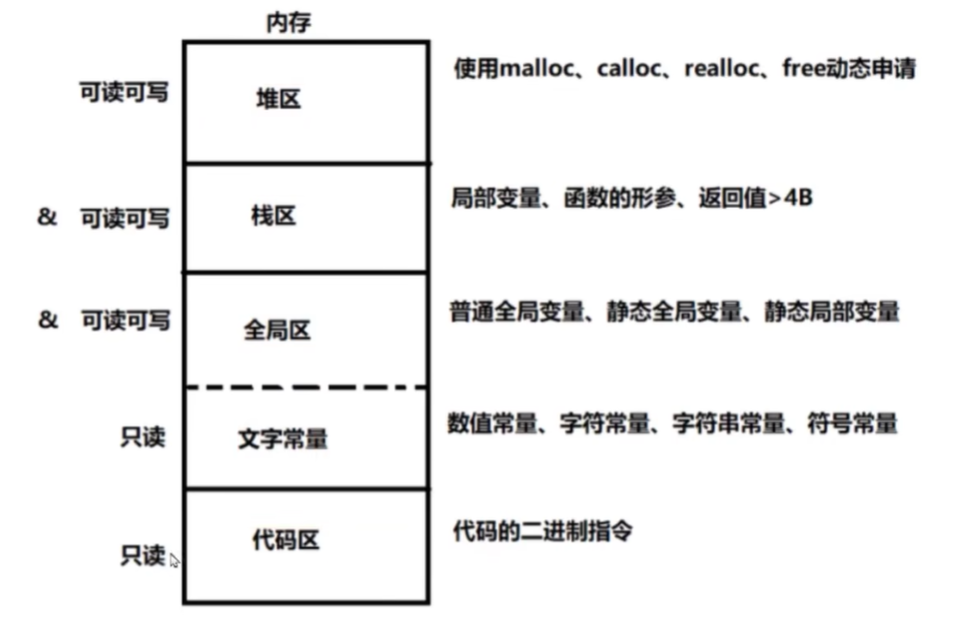 内存
可读可写 堆区 使用malloc、calloc、realloc、free动态申请
& 可读可写 栈区 局部变量、函数的形参、返回值>4B
& 可读可写 全局区 普通全局变量、静态全局变量、静态局部变量
只读 文字常量 数值常量、字符常量、字符串常量、符号常量
只读 代码区 代码的二进制指令